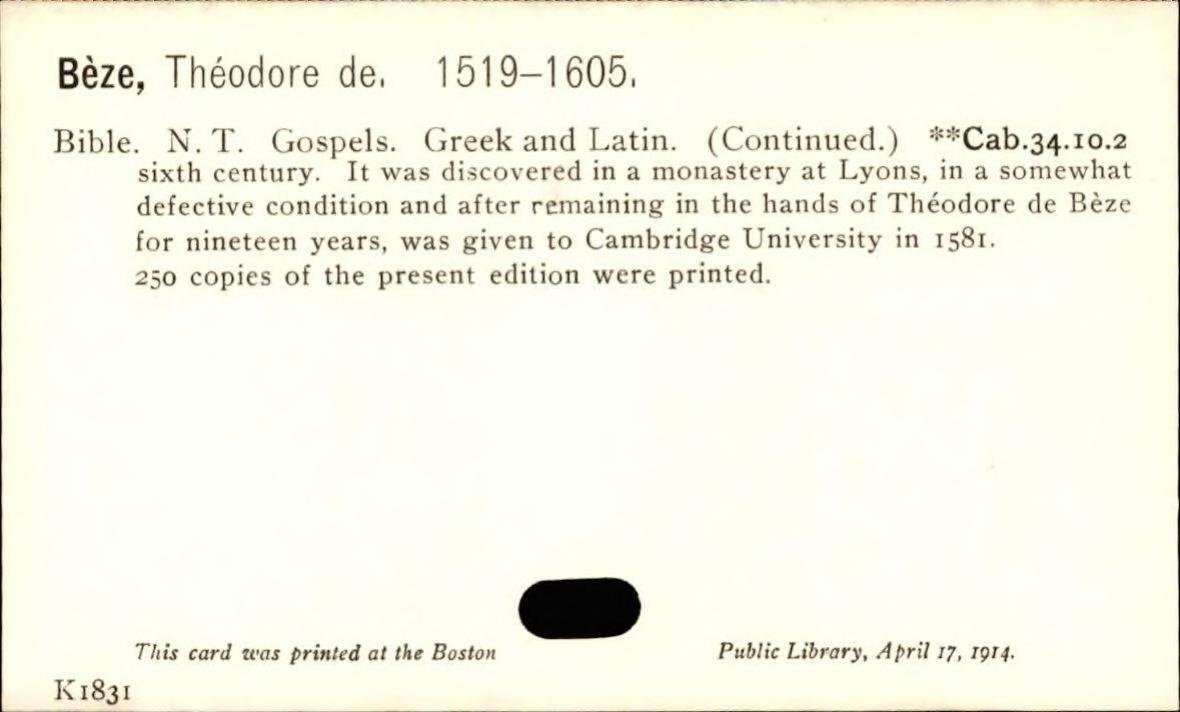 Bèze, Théodore de. 1519–1605.
Bible. N. T. Gospels. Greek and Latin. (Continued.) **Cab.34.10.2
sixth century. It was discovered in a monastery at Lyons, in a somewhat
defective condition and after remaining in the hands of Théodore de Bèze
for nineteen years, was given to Cambridge University in 1581.
250 copies of the present edition were printed.
This card was printed at the Boston Public Library, April 17, 1914.
K1831